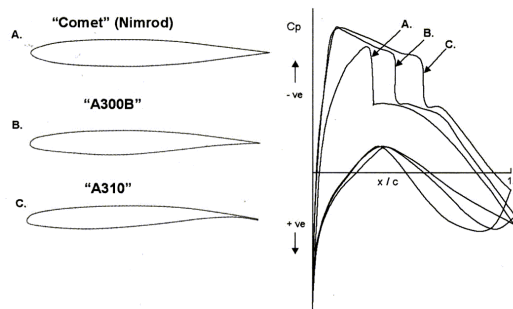 "Comet" (Nimrod)
A.
"A300B"
B.
"A310"
C.
Cp
- ve
+ ve
A.
B.
C.
x / c
1